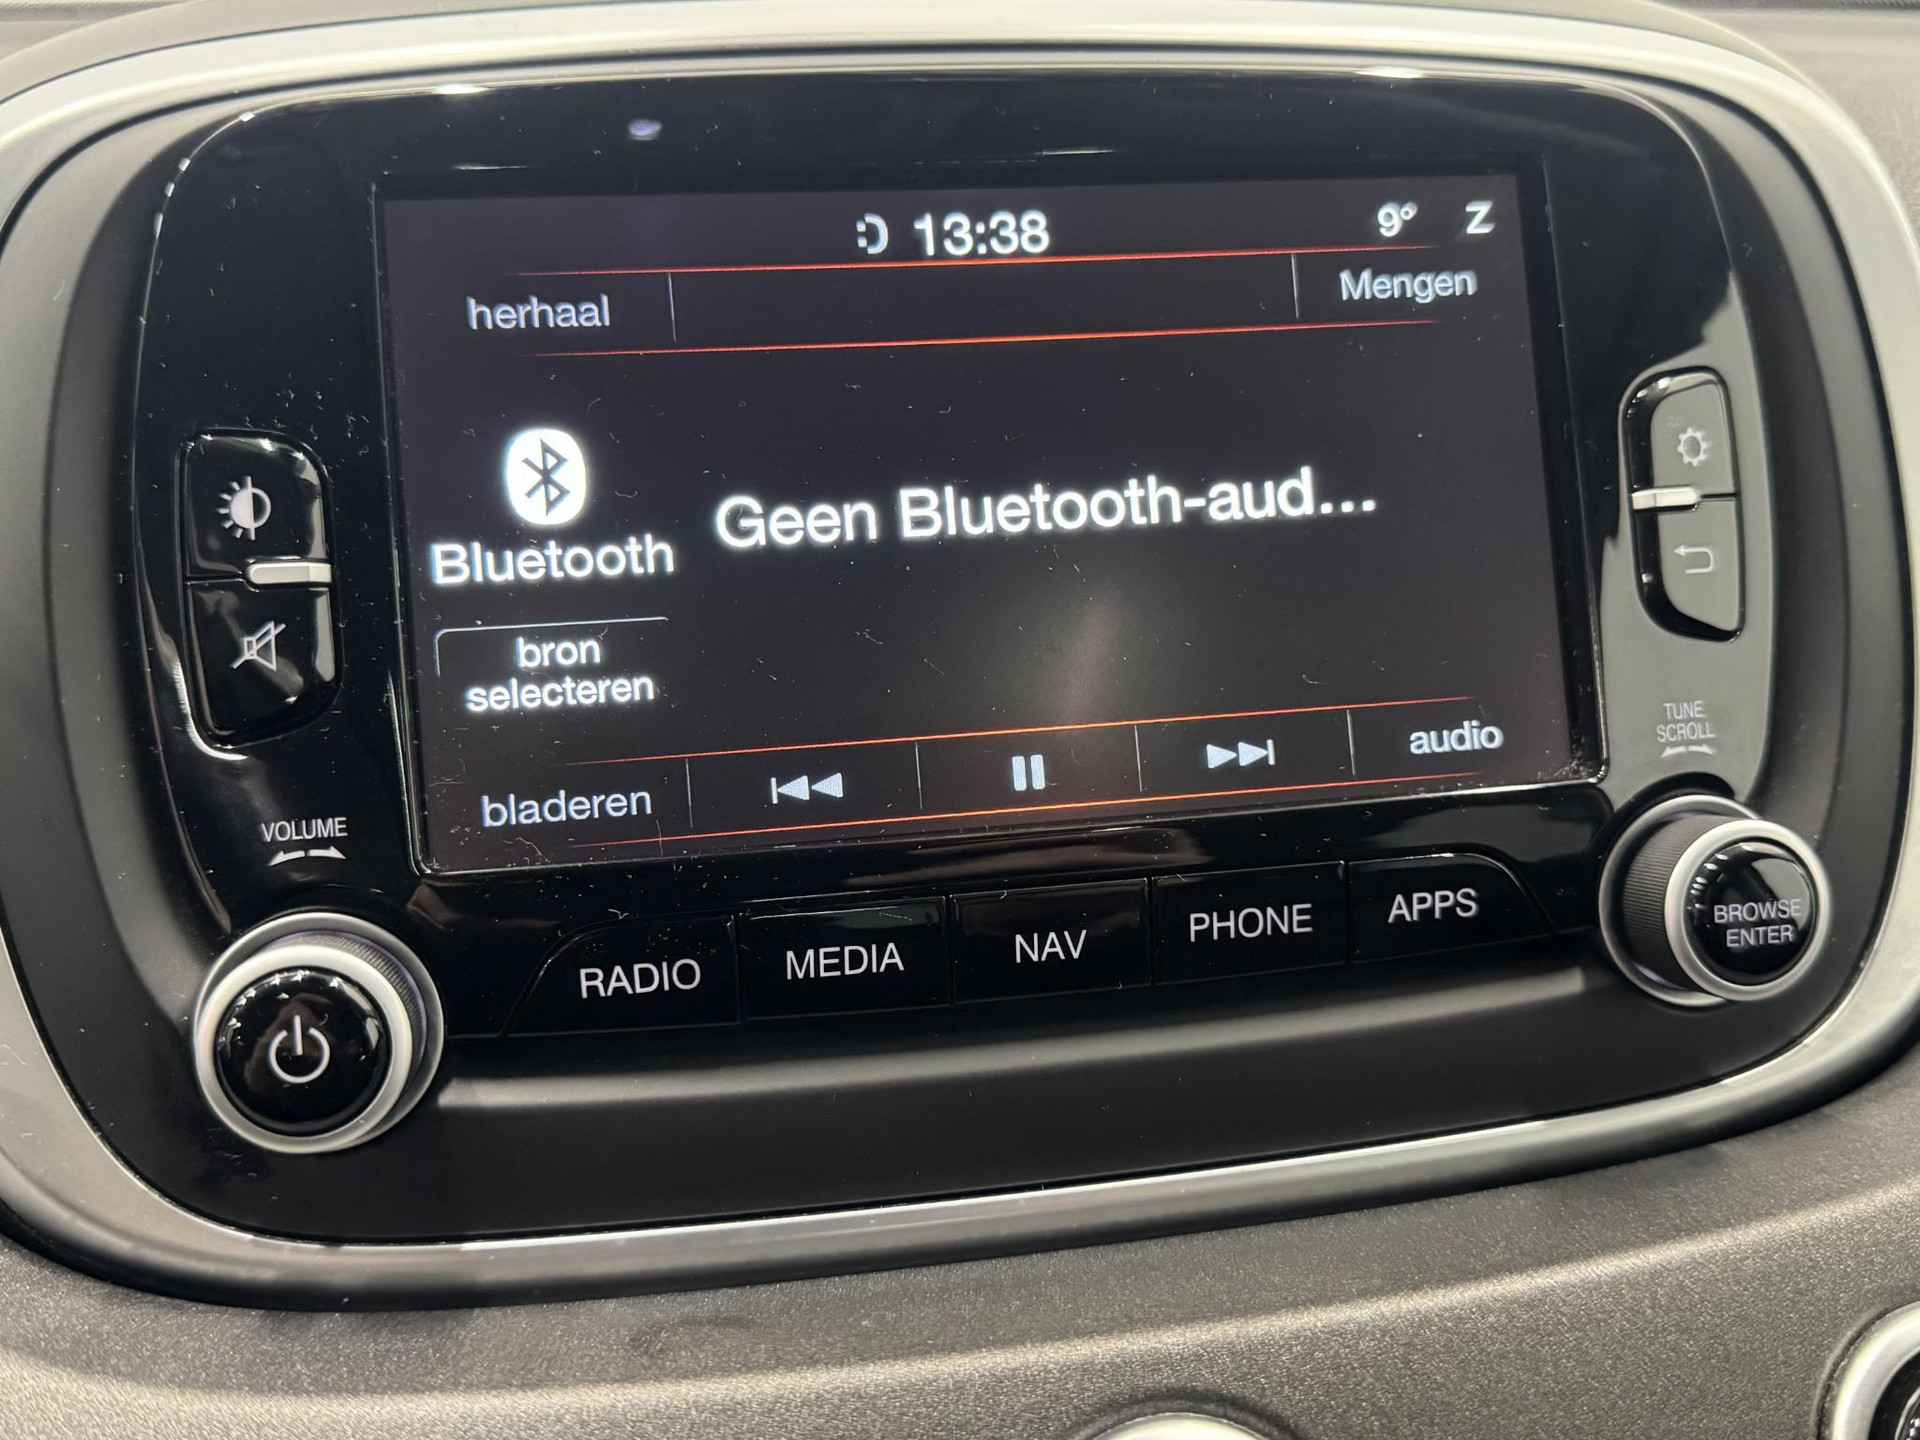 13:38
9°
Z
herhaal
Mengen
Bluetooth
Geen Bluetooth-aud...
bron
selecteren
bladeren
audio
VOLUME
TUNE
SCROLL
RADIO
MEDIA
NAV
PHONE
APPS
BROWSE
ENTER